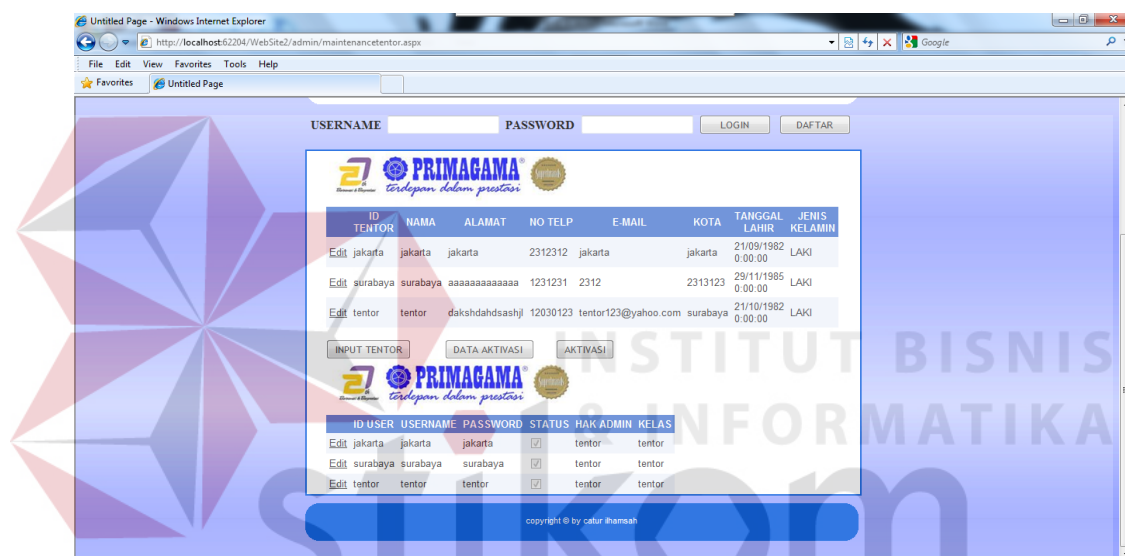 Untitled Page - Windows Internet Explorer
http://localhost:62204/WebSite2/admin/maintenancetentor.aspx
Google
File Edit View Favorites Tools Help
Favorites Untitled Page
USERNAME PASSWORD LOGIN DAFTAR
27 th PRIMAGAMA®
terdepan dalam prestasi
ID TENTOR NAMA ALAMAT NO TELP E-MAIL KOTA TANGGAL LAHIR JENIS KELAMIN
Edit jakarta jakarta jakarta 2312312 jakarta jakarta 21/09/1982 0:00:00 LAKI
Edit surabaya surabaya aaaaaaaaaaaaa 1231231 2312 2313123 29/11/1985 0:00:00 LAKI
Edit tentor tentor dakshdahdsashjl 12030123 tentor123@yahoo.com surabaya 21/10/1982 0:00:00 LAKI
INPUT TENTOR DATA AKTIVASI AKTIVASI
27 th PRIMAGAMA®
terdepan dalam prestasi
ID USER USERNAME PASSWORD STATUS HAK ADMIN KELAS
Edit jakarta jakarta jakarta tentor tentor
Edit surabaya surabaya surabaya tentor tentor
Edit tentor tentor tentor tentor tentor
copyright © by catur ilhamsah
INSTITUT BISNIS
& INFORMATIKA
stikom